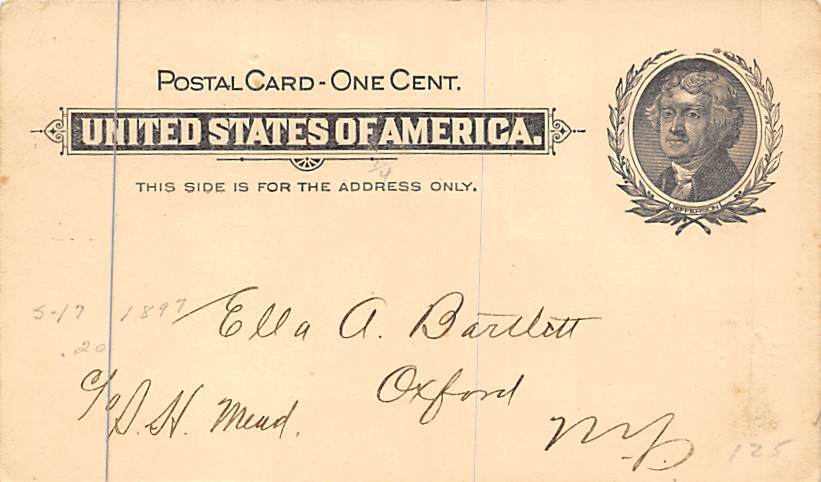 POSTAL CARD - ONE CENT.
UNITED STATES OF AMERICA.
THIS SIDE IS FOR THE ADDRESS ONLY.
JEFFERSON
5-17 1897
Ella A. Bartlett
.20
Oxford
c/o S. H. Mead.
N.Y.
125